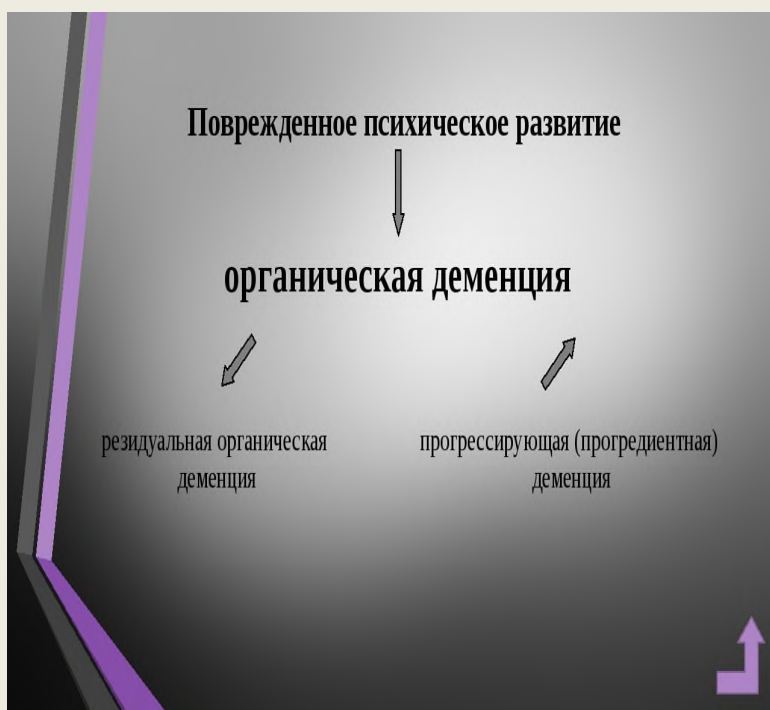 Поврежденное психическое развитие
органическая деменция
резидуальная органическая
деменция
прогрессирующая (прогредиентная)
деменция